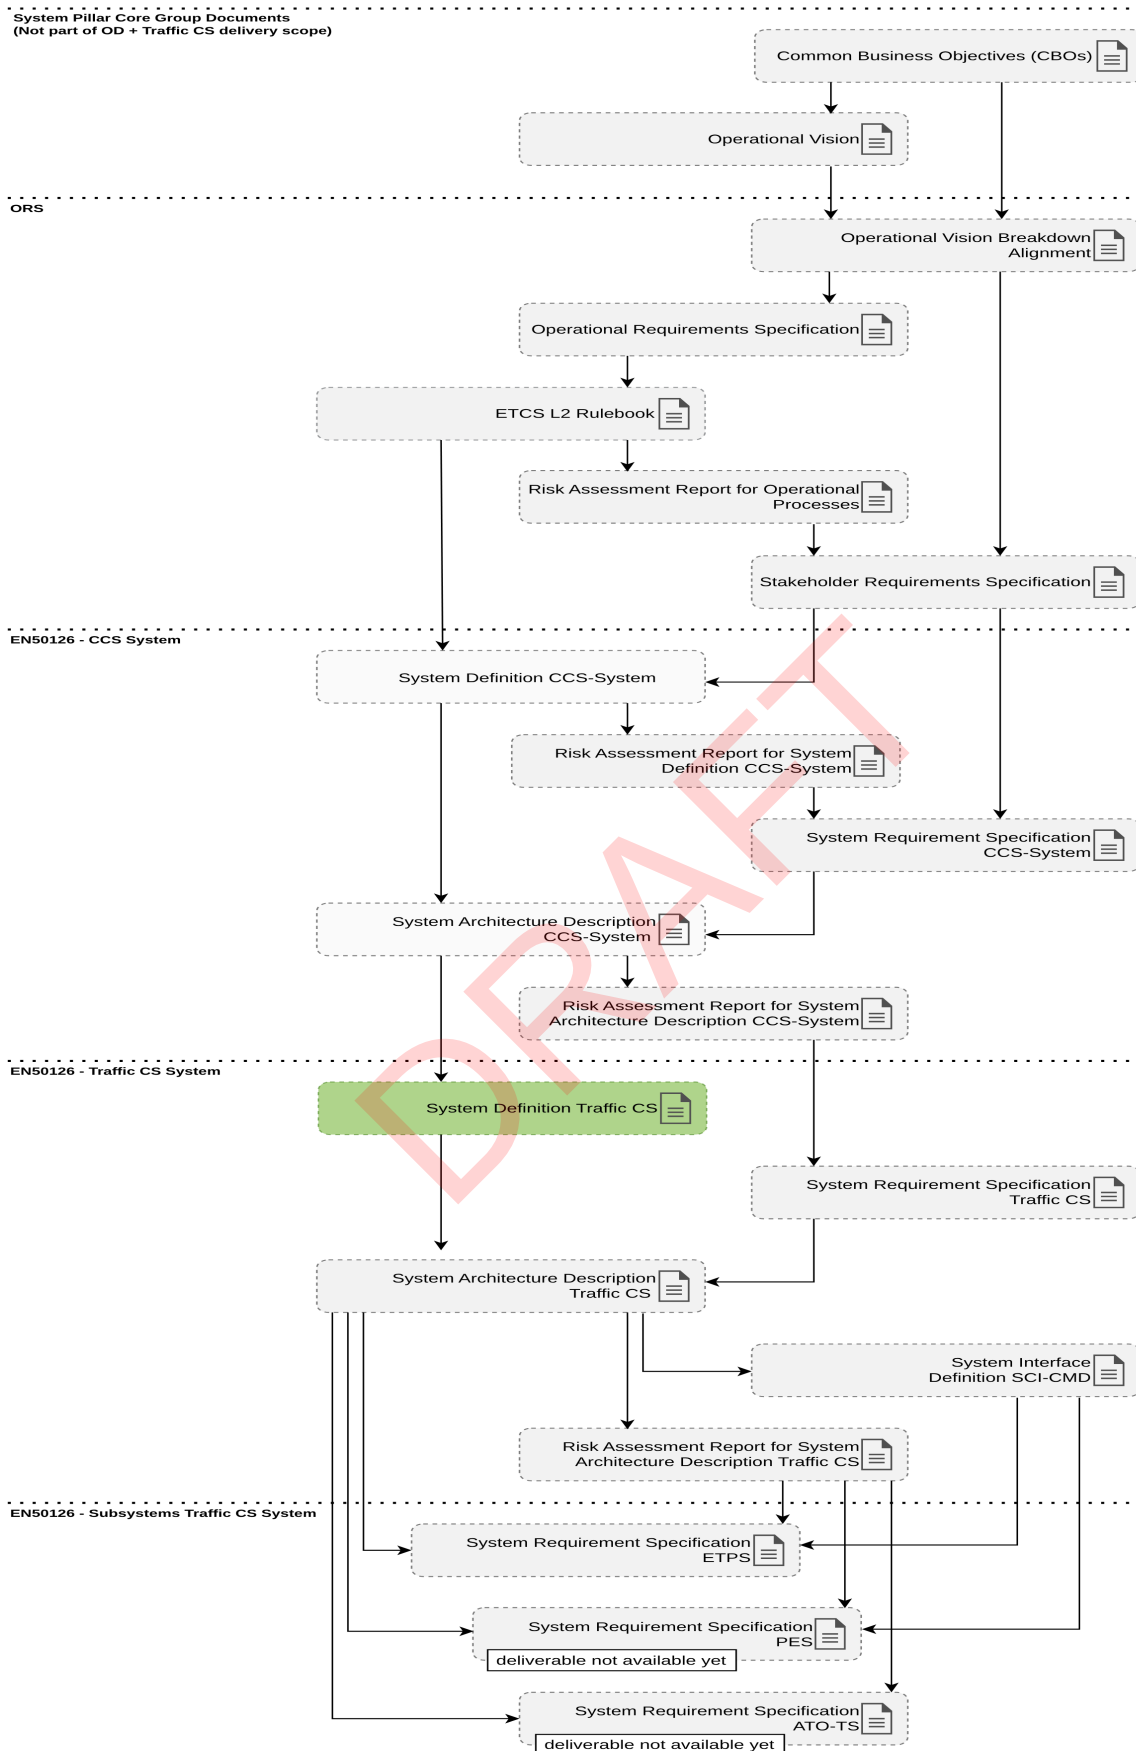 System Pillar Core Group Documents
(Not part of OD + Traffic CS delivery scope)
Common Business Objectives (CBOs)
Operational Vision
ORS
Operational Vision Breakdown
Alignment
Operational Requirements Specification
ETCS L2 Rulebook
Risk Assessment Report for Operational
Processes
Stakeholder Requirements Specification
EN50126 - CCS System
System Definition CCS-System
Risk Assessment Report for System
Definition CCS-System
System Requirement Specification
CCS-System
System Architecture Description
CCS-System
Risk Assessment Report for System
Architecture Description CCS-System
DRAFT
EN50126 - Traffic CS System
System Definition Traffic CS
System Requirement Specification
Traffic CS
System Architecture Description
Traffic CS
System Interface
Definition SCI-CMD
Risk Assessment Report for System
Architecture Description Traffic CS
EN50126 - Subsystems Traffic CS System
System Requirement Specification
ETPS
System Requirement Specification
PES
deliverable not available yet
System Requirement Specification
ATO-TS
deliverable not available yet